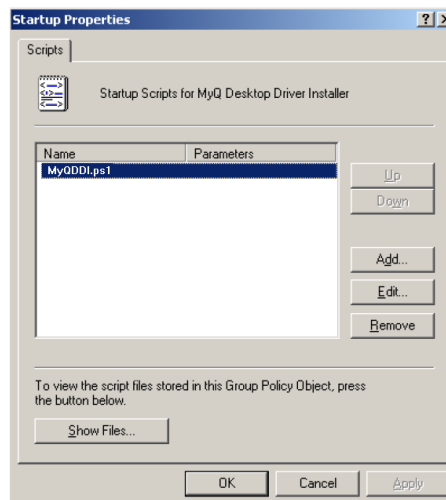 Startup Properties
Scripts
Startup Scripts for MyQ Desktop Driver Installer
Name Parameters
MyQDDI.ps1
Up
Down
Add...
Edit...
Remove
To view the script files stored in this Group Policy Object, press
the button below.
Show Files...
OK Cancel Apply